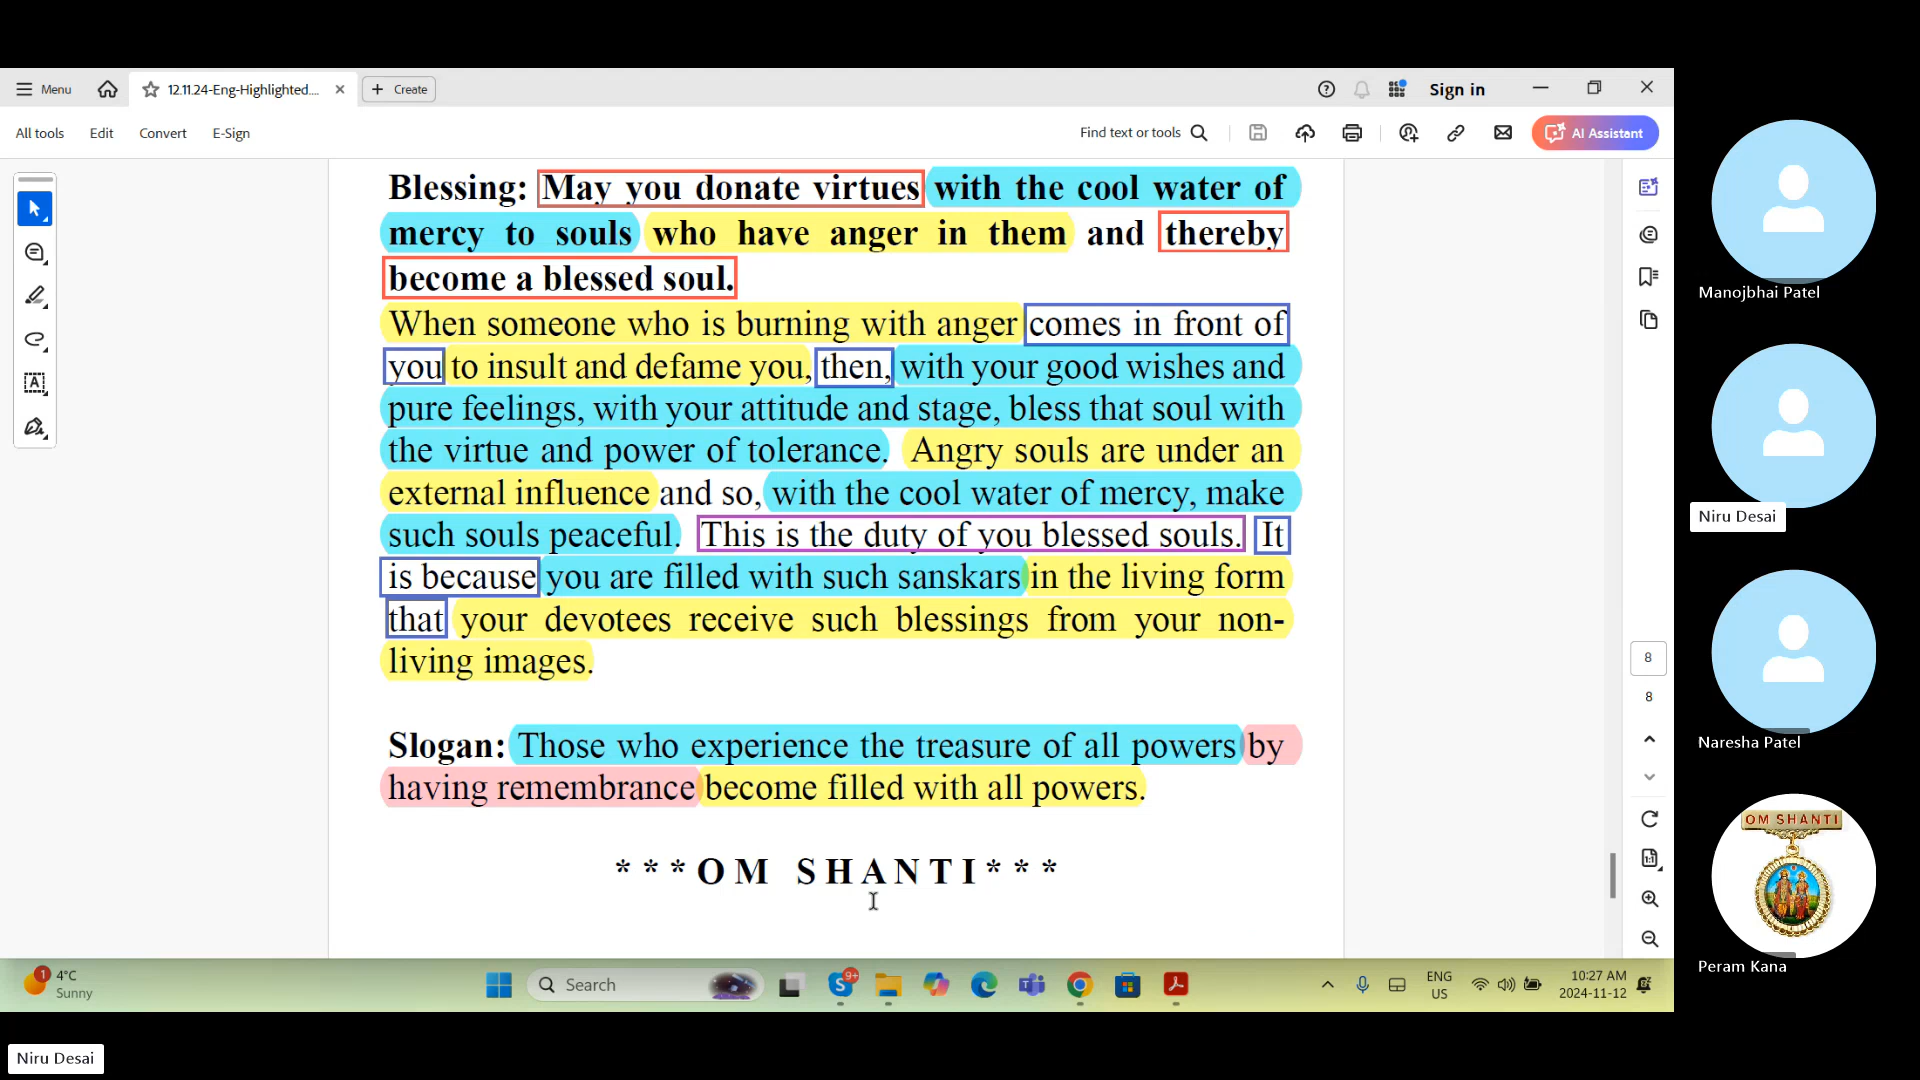 Menu
12.11.24-Eng-Highlighted....
Create
Sign in
All tools
Edit
Convert
E-Sign
Find text or tools
AI Assistant
Blessing: May you donate virtues with the cool water of
mercy to souls who have anger in them and thereby
become a blessed soul.
When someone who is burning with anger comes in front of
you to insult and defame you, then, with your good wishes and
pure feelings, with your attitude and stage, bless that soul with
the virtue and power of tolerance. Angry souls are under an
external influence and so, with the cool water of mercy, make
such souls peaceful. This is the duty of you blessed souls. It
is because you are filled with such sanskars in the living form
that your devotees receive such blessings from your non-
living images.
Slogan: Those who experience the treasure of all powers by
having remembrance become filled with all powers.
* * * O M S H A N T I * * *
8
8
Manojbhai Patel
Niru Desai
Naresha Patel
OM SHANTI
Peram Kana
1
4°C
Sunny
Search
9+
ENG
US
10:27 AM
2024-11-12
Niru Desai